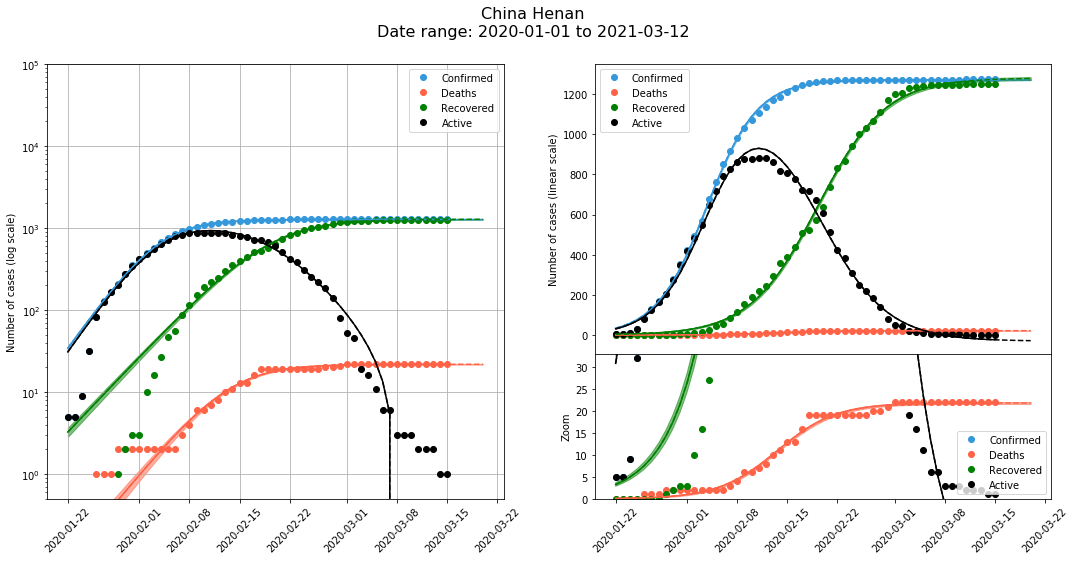 China Henan
Date range: 2020-01-01 to 2021-03-12
Number of cases (log scale)
10⁵
10⁴
10³
10²
10¹
10⁰
Confirmed
Deaths
Recovered
Active
2020-01-22
2020-02-01
2020-02-08
2020-02-15
2020-02-22
2020-03-01
2020-03-08
2020-03-15
2020-03-22
Number of cases (linear scale)
1200
1000
800
600
400
200
0
Confirmed
Deaths
Recovered
Active
Zoom
30
25
20
15
10
5
0
Confirmed
Deaths
Recovered
Active
2020-01-22
2020-02-01
2020-02-08
2020-02-15
2020-02-22
2020-03-01
2020-03-08
2020-03-15
2020-03-22